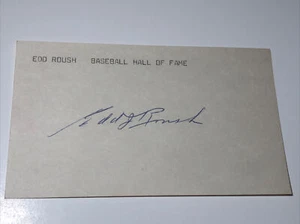 EDD ROUSH BASEBALL HALL OF FAME
Edd J Roush